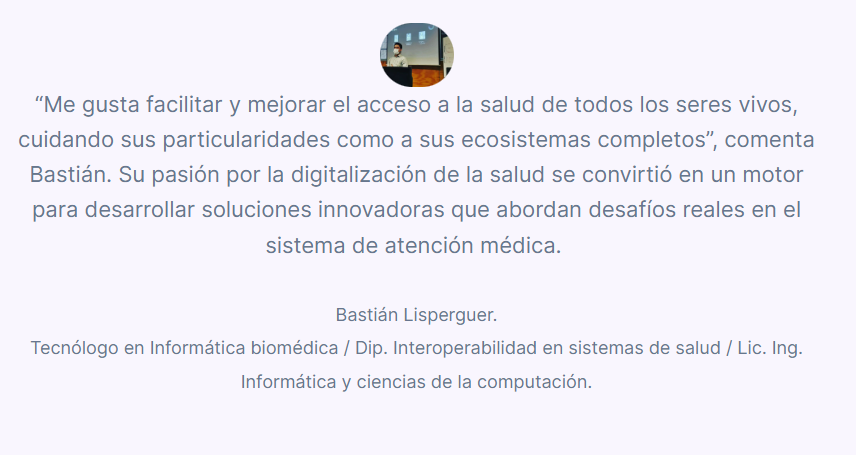 “Me gusta facilitar y mejorar el acceso a la salud de todos los seres vivos,
cuidando sus particularidades como a sus ecosistemas completos”, comenta
Bastián. Su pasión por la digitalización de la salud se convirtió en un motor
para desarrollar soluciones innovadoras que abordan desafíos reales en el
sistema de atención médica.
Bastián Lisperguer.
Tecnólogo en Informática biomédica / Dip. Interoperabilidad en sistemas de salud / Lic. Ing.
Informática y ciencias de la computación.